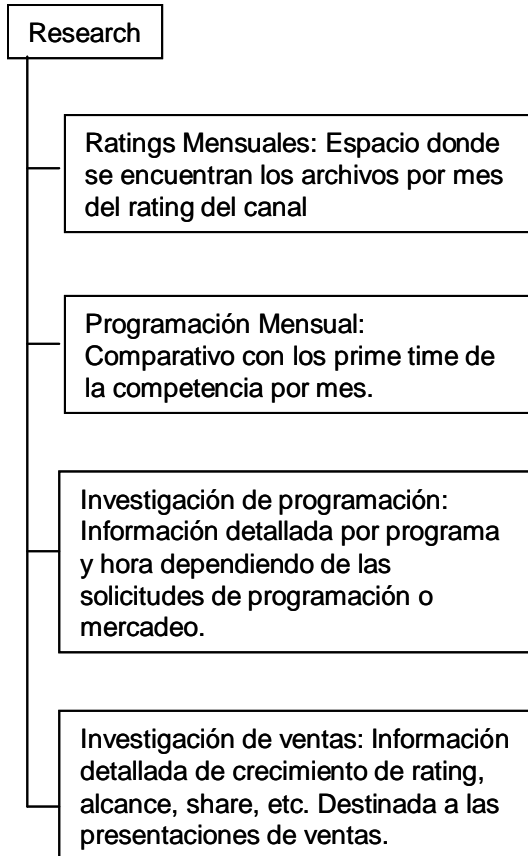 Research
Ratings Mensuales: Espacio donde
se encuentran los archivos por mes
del rating del canal
Programación Mensual:
Comparativo con los prime time de
la competencia por mes.
Investigación de programación:
Información detallada por programa
y hora dependiendo de las
solicitudes de programación o
mercadeo.
Investigación de ventas: Información
detallada de crecimiento de rating,
alcance, share, etc. Destinada a las
presentaciones de ventas.